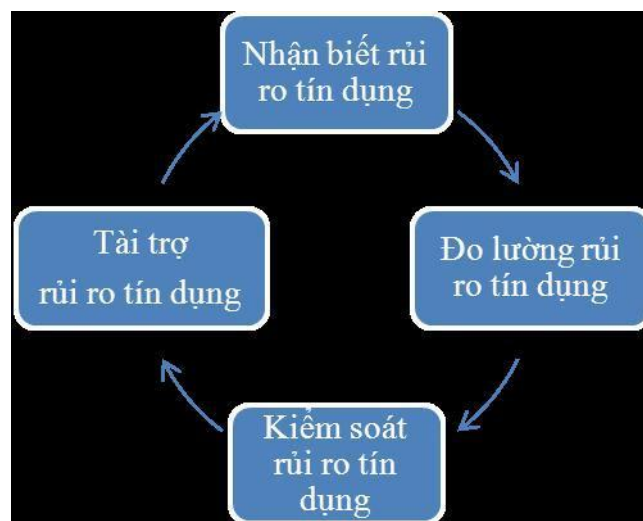 Nhận biết rủi
ro tín dụng
Đo lường rủi
ro tín dụng
Kiểm soát
rủi ro tín
dụng
Tài trợ
rủi ro tín dụng